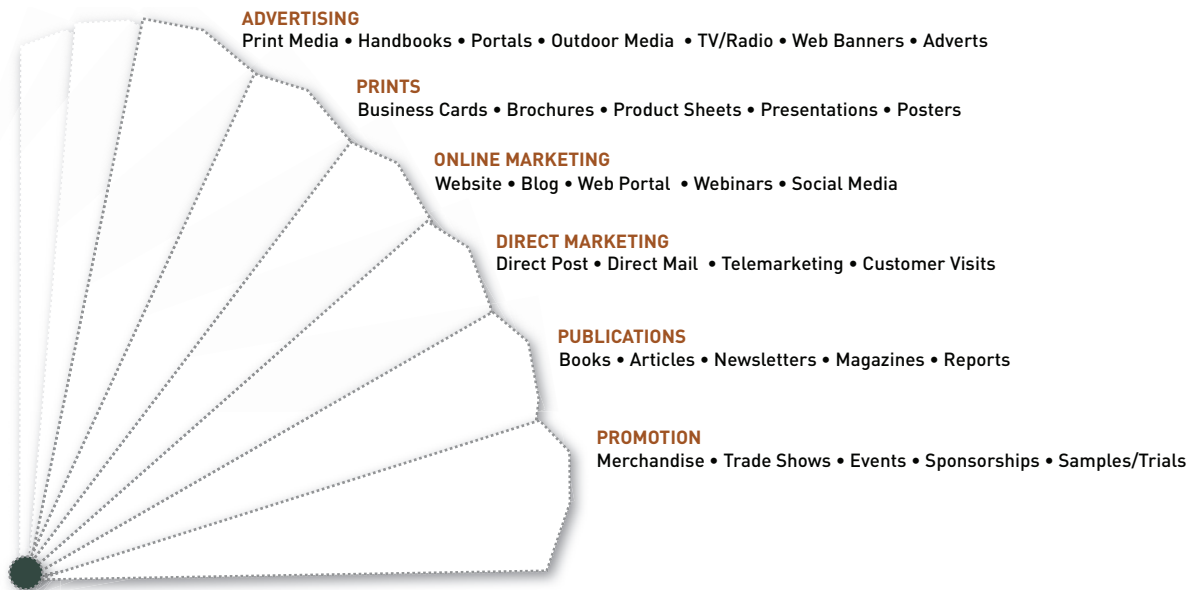 ADVERTISING
Print Media • Handbooks • Portals • Outdoor Media • TV/Radio • Web Banners • Adverts
PRINTS
Business Cards • Brochures • Product Sheets • Presentations • Posters
ONLINE MARKETING
Website • Blog • Web Portal • Webinars • Social Media
DIRECT MARKETING
Direct Post • Direct Mail • Telemarketing • Customer Visits
PUBLICATIONS
Books • Articles • Newsletters • Magazines • Reports
PROMOTION
Merchandise • Trade Shows • Events • Sponsorships • Samples/Trials